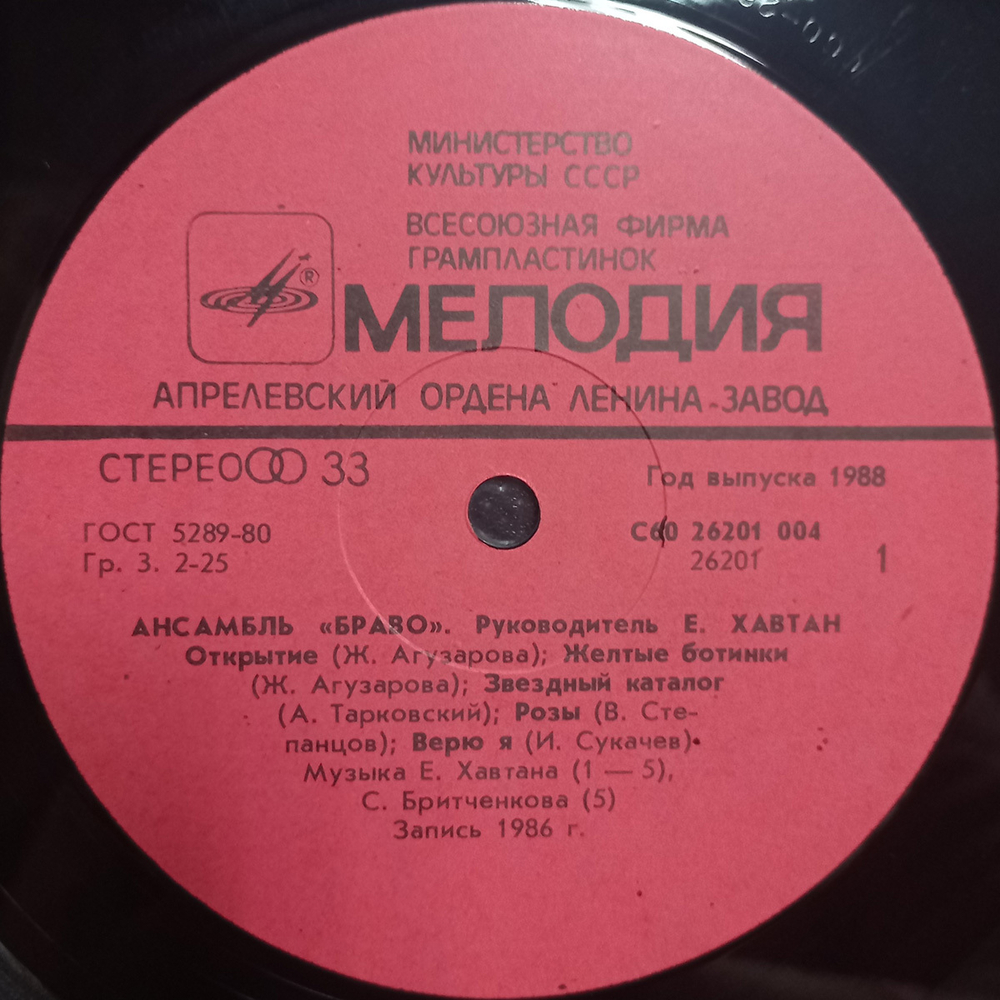 МИНИСТЕРСТВО
КУЛЬТУРЫ СССР
ВСЕСОЮЗНАЯ ФИРМА
ГРАМПЛАСТИНОК
®
МЕЛОДИЯ
АПРЕЛЕВСКИЙ ОРДЕНА ЛЕНИНА ЗАВОД
СТЕРЕО 33
Год выпуска 1988
ГОСТ 5289-80
С60 26201 004
Гр. 3. 2-25
26201
1
АНСАМБЛЬ «БРАВО». Руководитель Е. ХАВТАН
Открытие (Ж. Агузарова); Желтые ботинки
(Ж. Агузарова); Звездный каталог
(А. Тарковский); Розы (В. Сте-
панцов); Верю я (И. Сукачев).
Музыка Е. Хавтана (1 — 5),
С. Бритченкова (5)
Запись 1986 г.